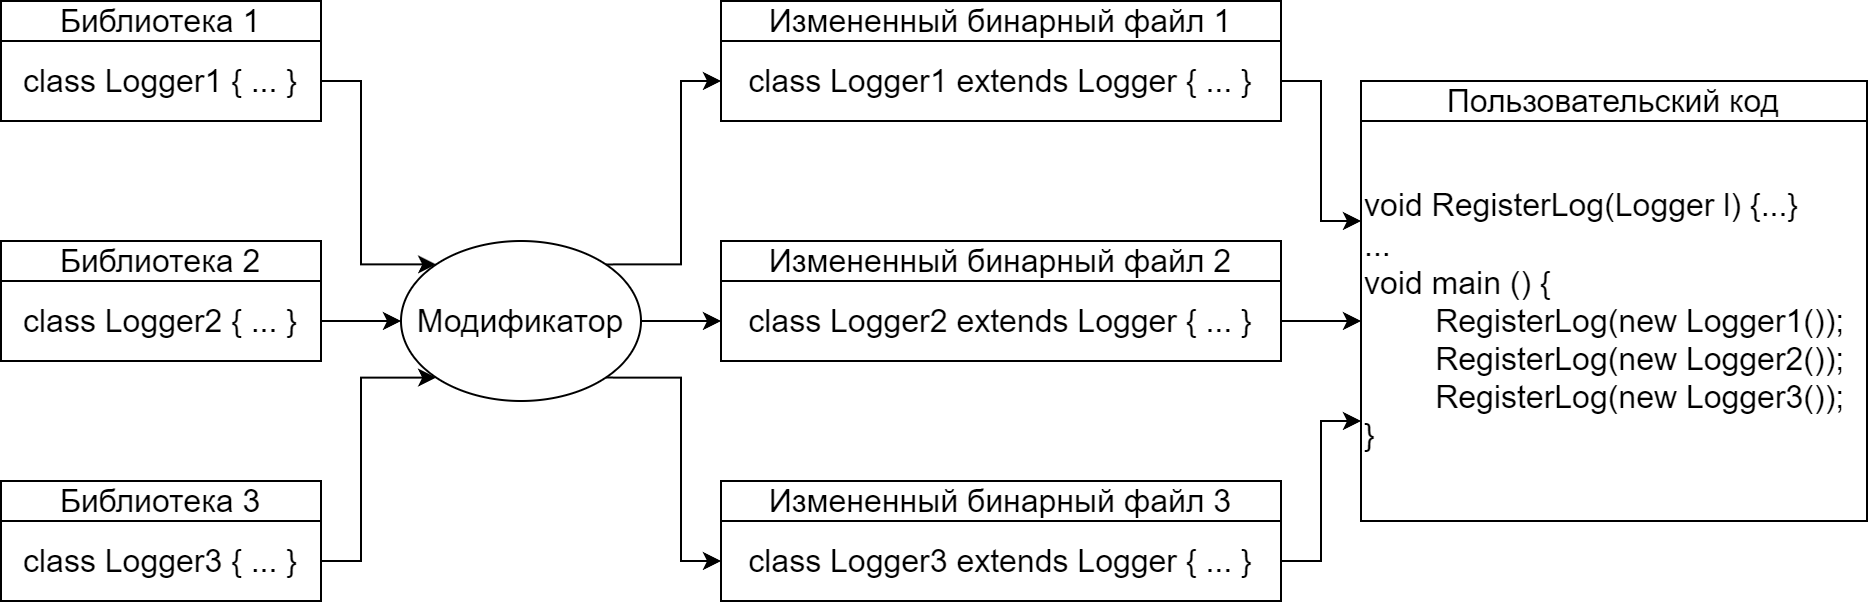 Библиотека 1
class Logger1 { ... }
Библиотека 2
class Logger2 { ... }
Библиотека 3
class Logger3 { ... }
Модификатор
Измененный бинарный файл 1
class Logger1 extends Logger { ... }
Измененный бинарный файл 2
class Logger2 extends Logger { ... }
Измененный бинарный файл 3
class Logger3 extends Logger { ... }
Пользовательский код
void RegisterLog(Logger l) {...}
...
void main () {
RegisterLog(new Logger1());
RegisterLog(new Logger2());
RegisterLog(new Logger3());
}